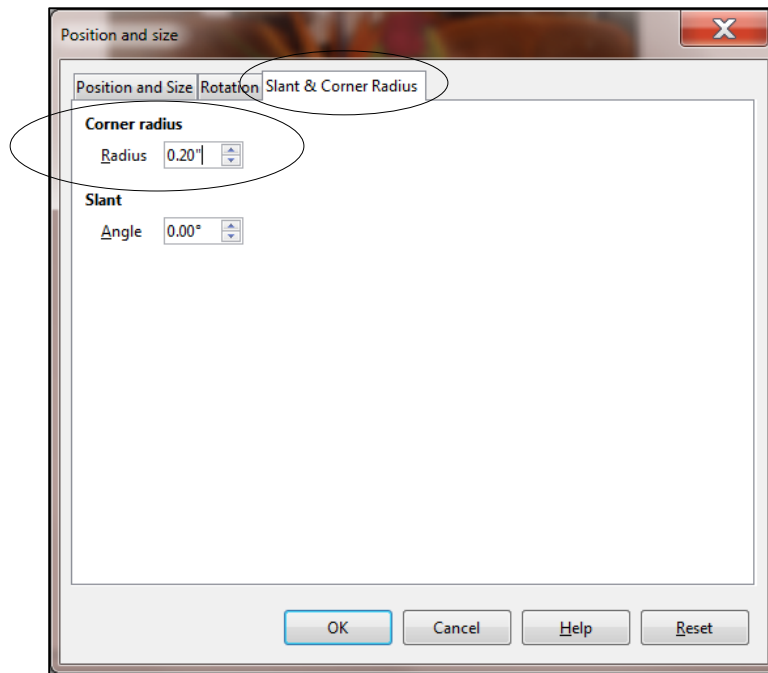 Position and size
Position and Size Rotation Slant & Corner Radius
Corner radius
Radius 0.20"
Slant
Angle 0.00°
OK Cancel Help Reset